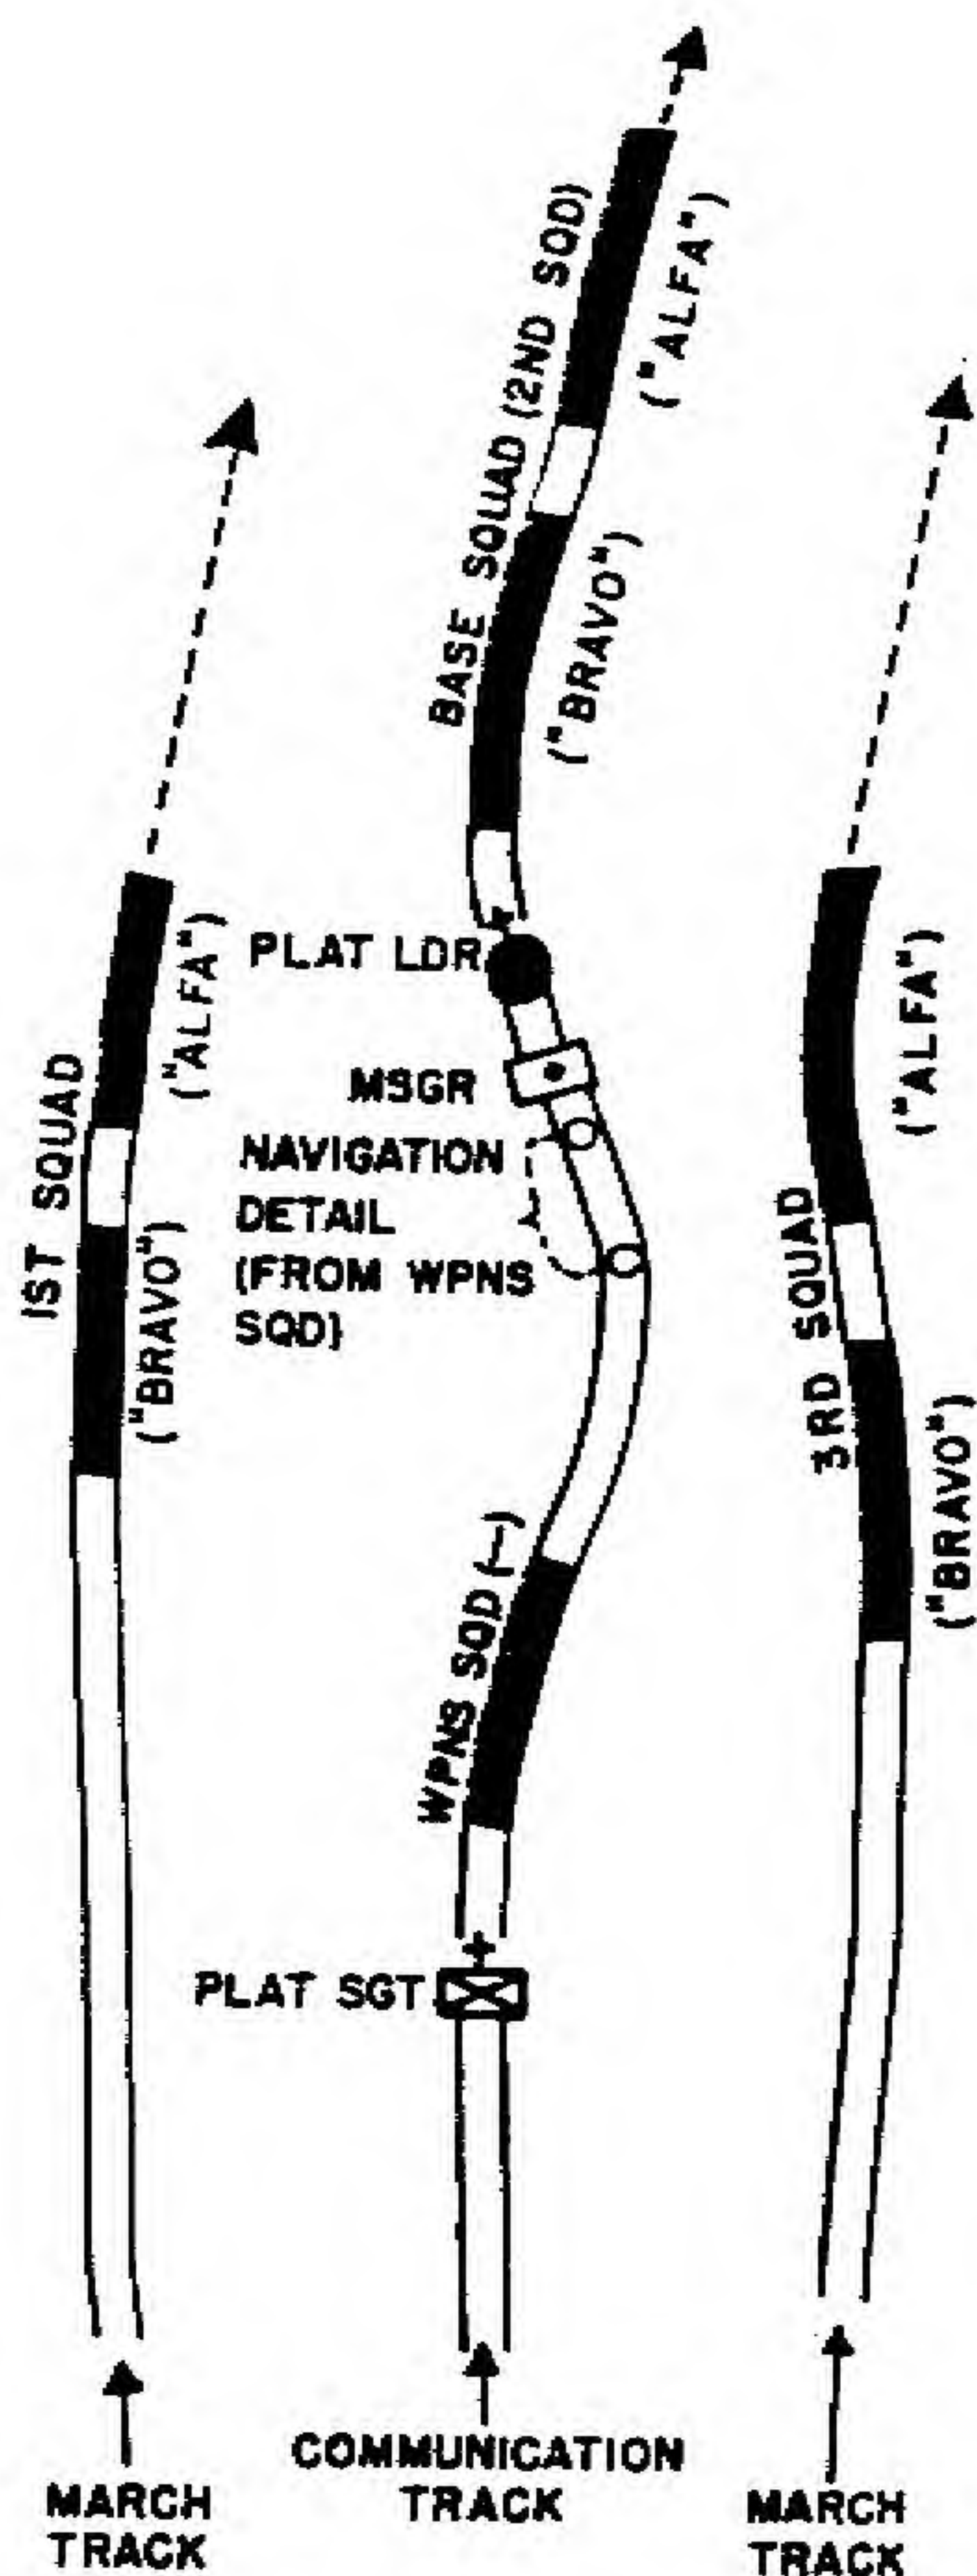 BASE SQUAD (2ND SQD)
("ALFA")
("BRAVO")
PLAT LDR
MSGR
NAVIGATION
DETAIL
(FROM WPNS
SQD)
1ST SQUAD
("ALFA")
("BRAVO")
3RD SQUAD
("ALFA")
("BRAVO")
WPNS SQD (-)
PLAT SGT
MARCH
TRACK
COMMUNICATION
TRACK
MARCH
TRACK